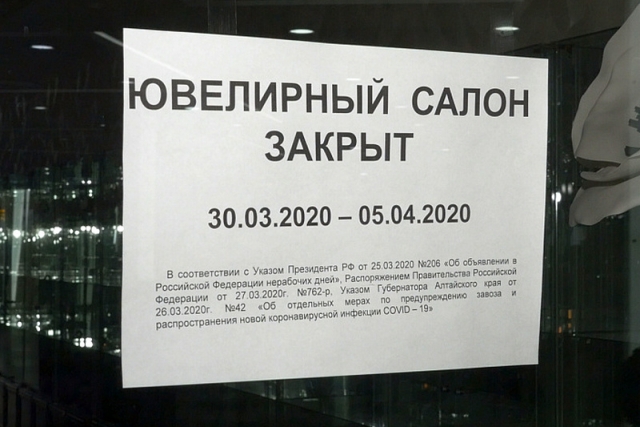 ЮВЕЛИРНЫЙ САЛОН
ЗАКРЫТ
30.03.2020 – 05.04.2020
В соответствии с Указом Президента РФ от 25.03.2020 №206 «Об объявлении в
Российской Федерации нерабочих дней», Распоряжением Правительства Российской
Федерации от 27.03.2020г. №762-р. Указом Губернатора Алтайского края от
26.03.2020г. №42 «Об отдельных мерах по предупреждению завоза и
распространения новой коронавирусной инфекции COVID – 19»